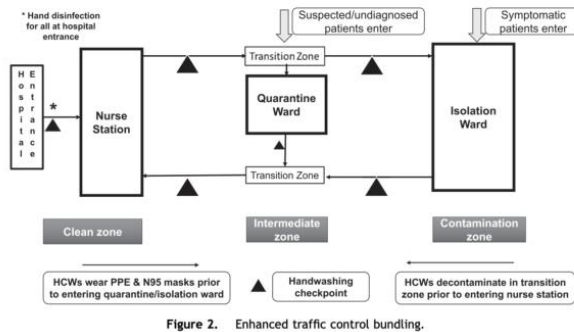 * Hand disinfection
for all at hospital
entrance
Suspected/undiagnosed
patients enter
Symptomatic
patients enter
Hospital
Entrance
*
Nurse
Station
Transition Zone
Quarantine
Ward
Transition Zone
Isolation
Ward
Clean zone
Intermediate
zone
Contamination
zone
HCWs wear PPE & N95 masks prior
to entering quarantine/isolation ward
Handwashing
checkpoint
HCWs decontaminate in transition
zone prior to entering nurse station
Figure 2. Enhanced traffic control bundling.